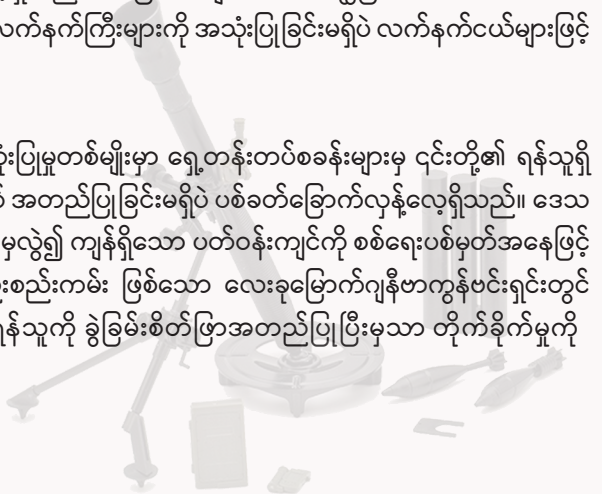 လက်နက်ကြီးများကို အသုံးပြုခြင်းမရှိပဲ လက်နက်ငယ်များဖြင့်
သုံးပြုမှုတစ်မျိုးမှာ ရှေ့တန်းတပ်စခန်းများမှ ၎င်းတို့၏ ရန်သူရှိ
အတည်ပြုခြင်းမရှိပဲ ပစ်ခတ်ခြောက်လှန့်လေ့ရှိသည်။ ဒေသ
မှလွဲ၍ ကျန်ရှိသော ပတ်ဝန်းကျင်ကို စစ်ရေးပစ်မှတ်အနေဖြင့်
စည်းကမ်း ဖြစ်သော လေးခုမြောက်ဂျနီဗာကွန်ဗင်းရှင်းတွင်
ရန်သူကို ခွဲခြမ်းစိတ်ဖြာအတည်ပြုပြီးမှသာ တိုက်ခိုက်မှုကို